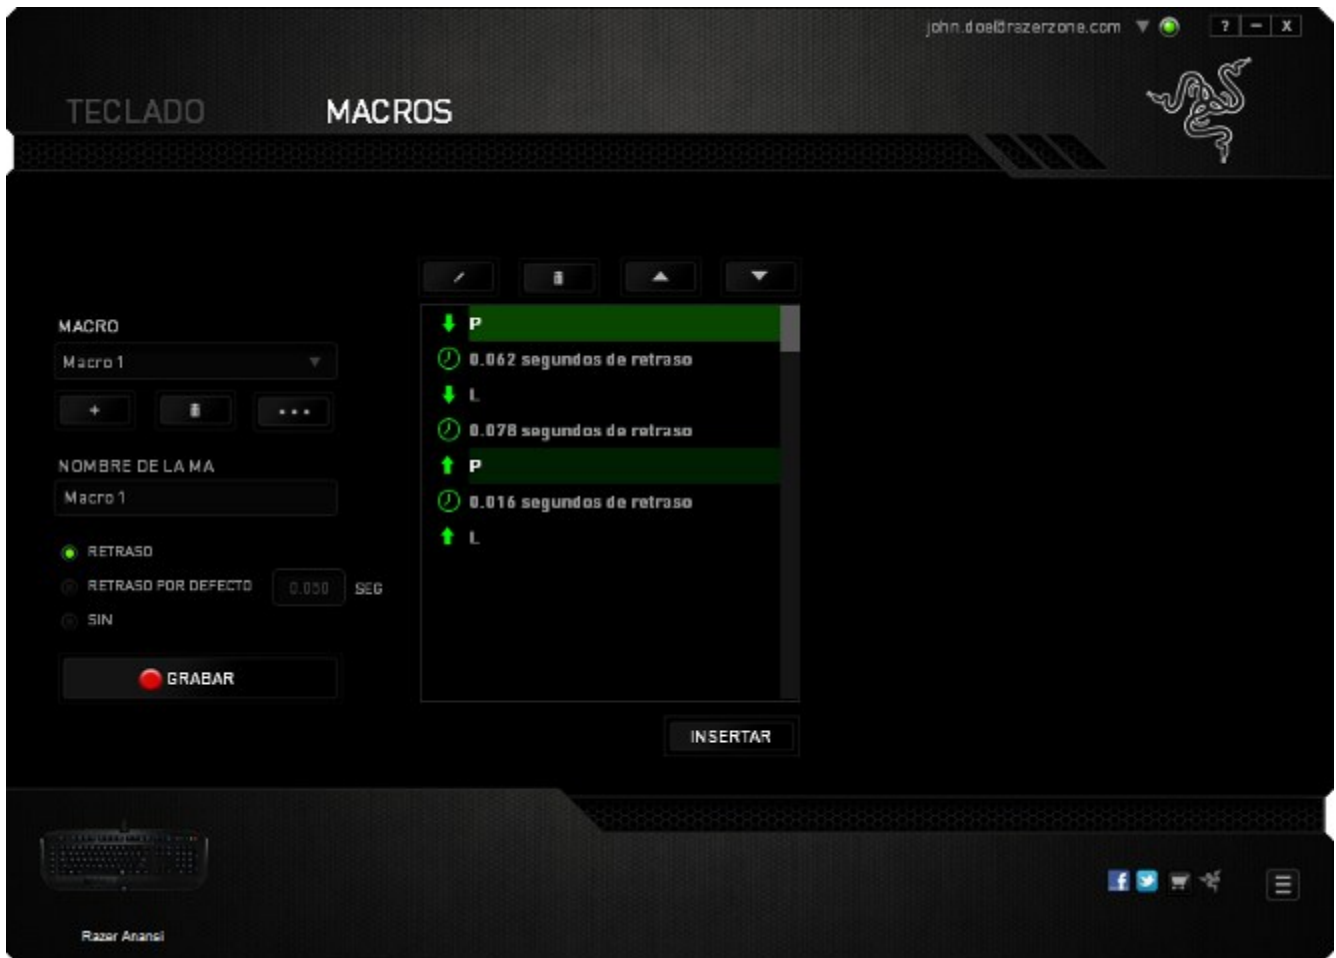 john.doe@razerzone.com
?
X
TECLADO
MACROS
MACRO
Macro 1
NOMBRE DE LA MA
Macro 1
RETRASO
RETRASO POR DEFECTO
0.050
SEG
SIN
GRABAR
P
0.062 segundos de retraso
L
0.078 segundos de retraso
P
0.016 segundos de retraso
L
INSERTAR
Razer Anansi